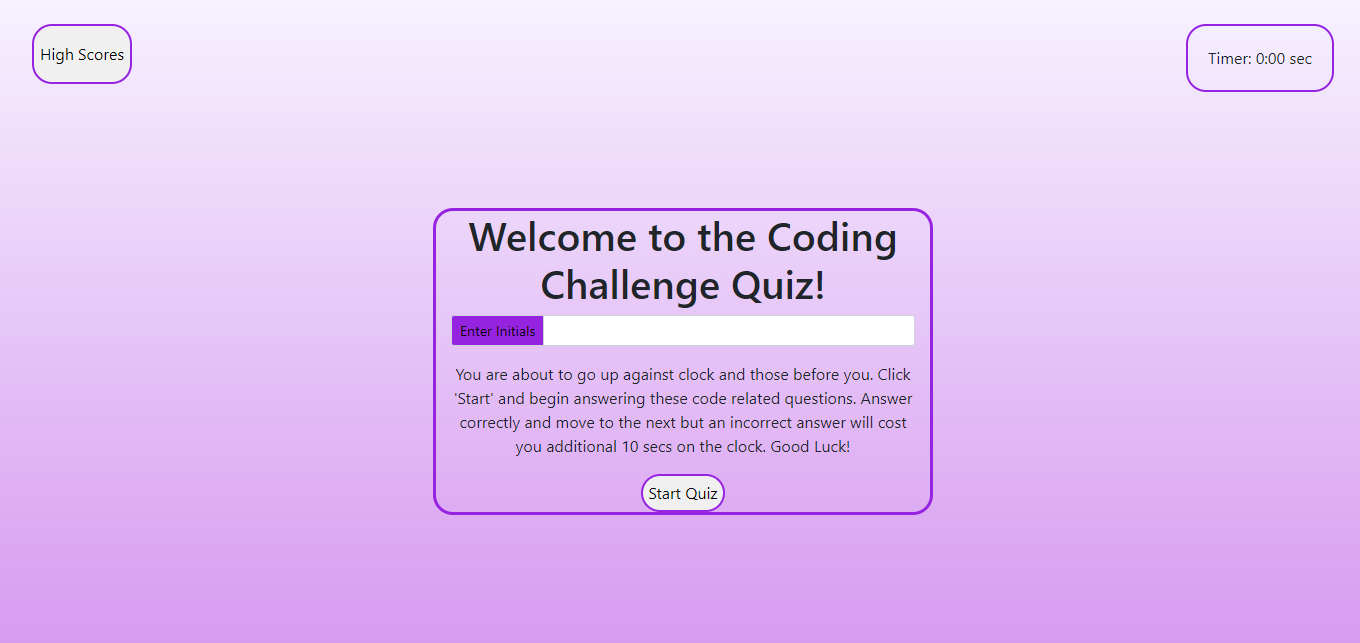 High Scores
Timer: 0:00 sec
Welcome to the Coding
Challenge Quiz!
Enter Initials
You are about to go up against clock and those before you. Click
'Start' and begin answering these code related questions. Answer
correctly and move to the next but an incorrect answer will cost
you additional 10 secs on the clock. Good Luck!
Start Quiz